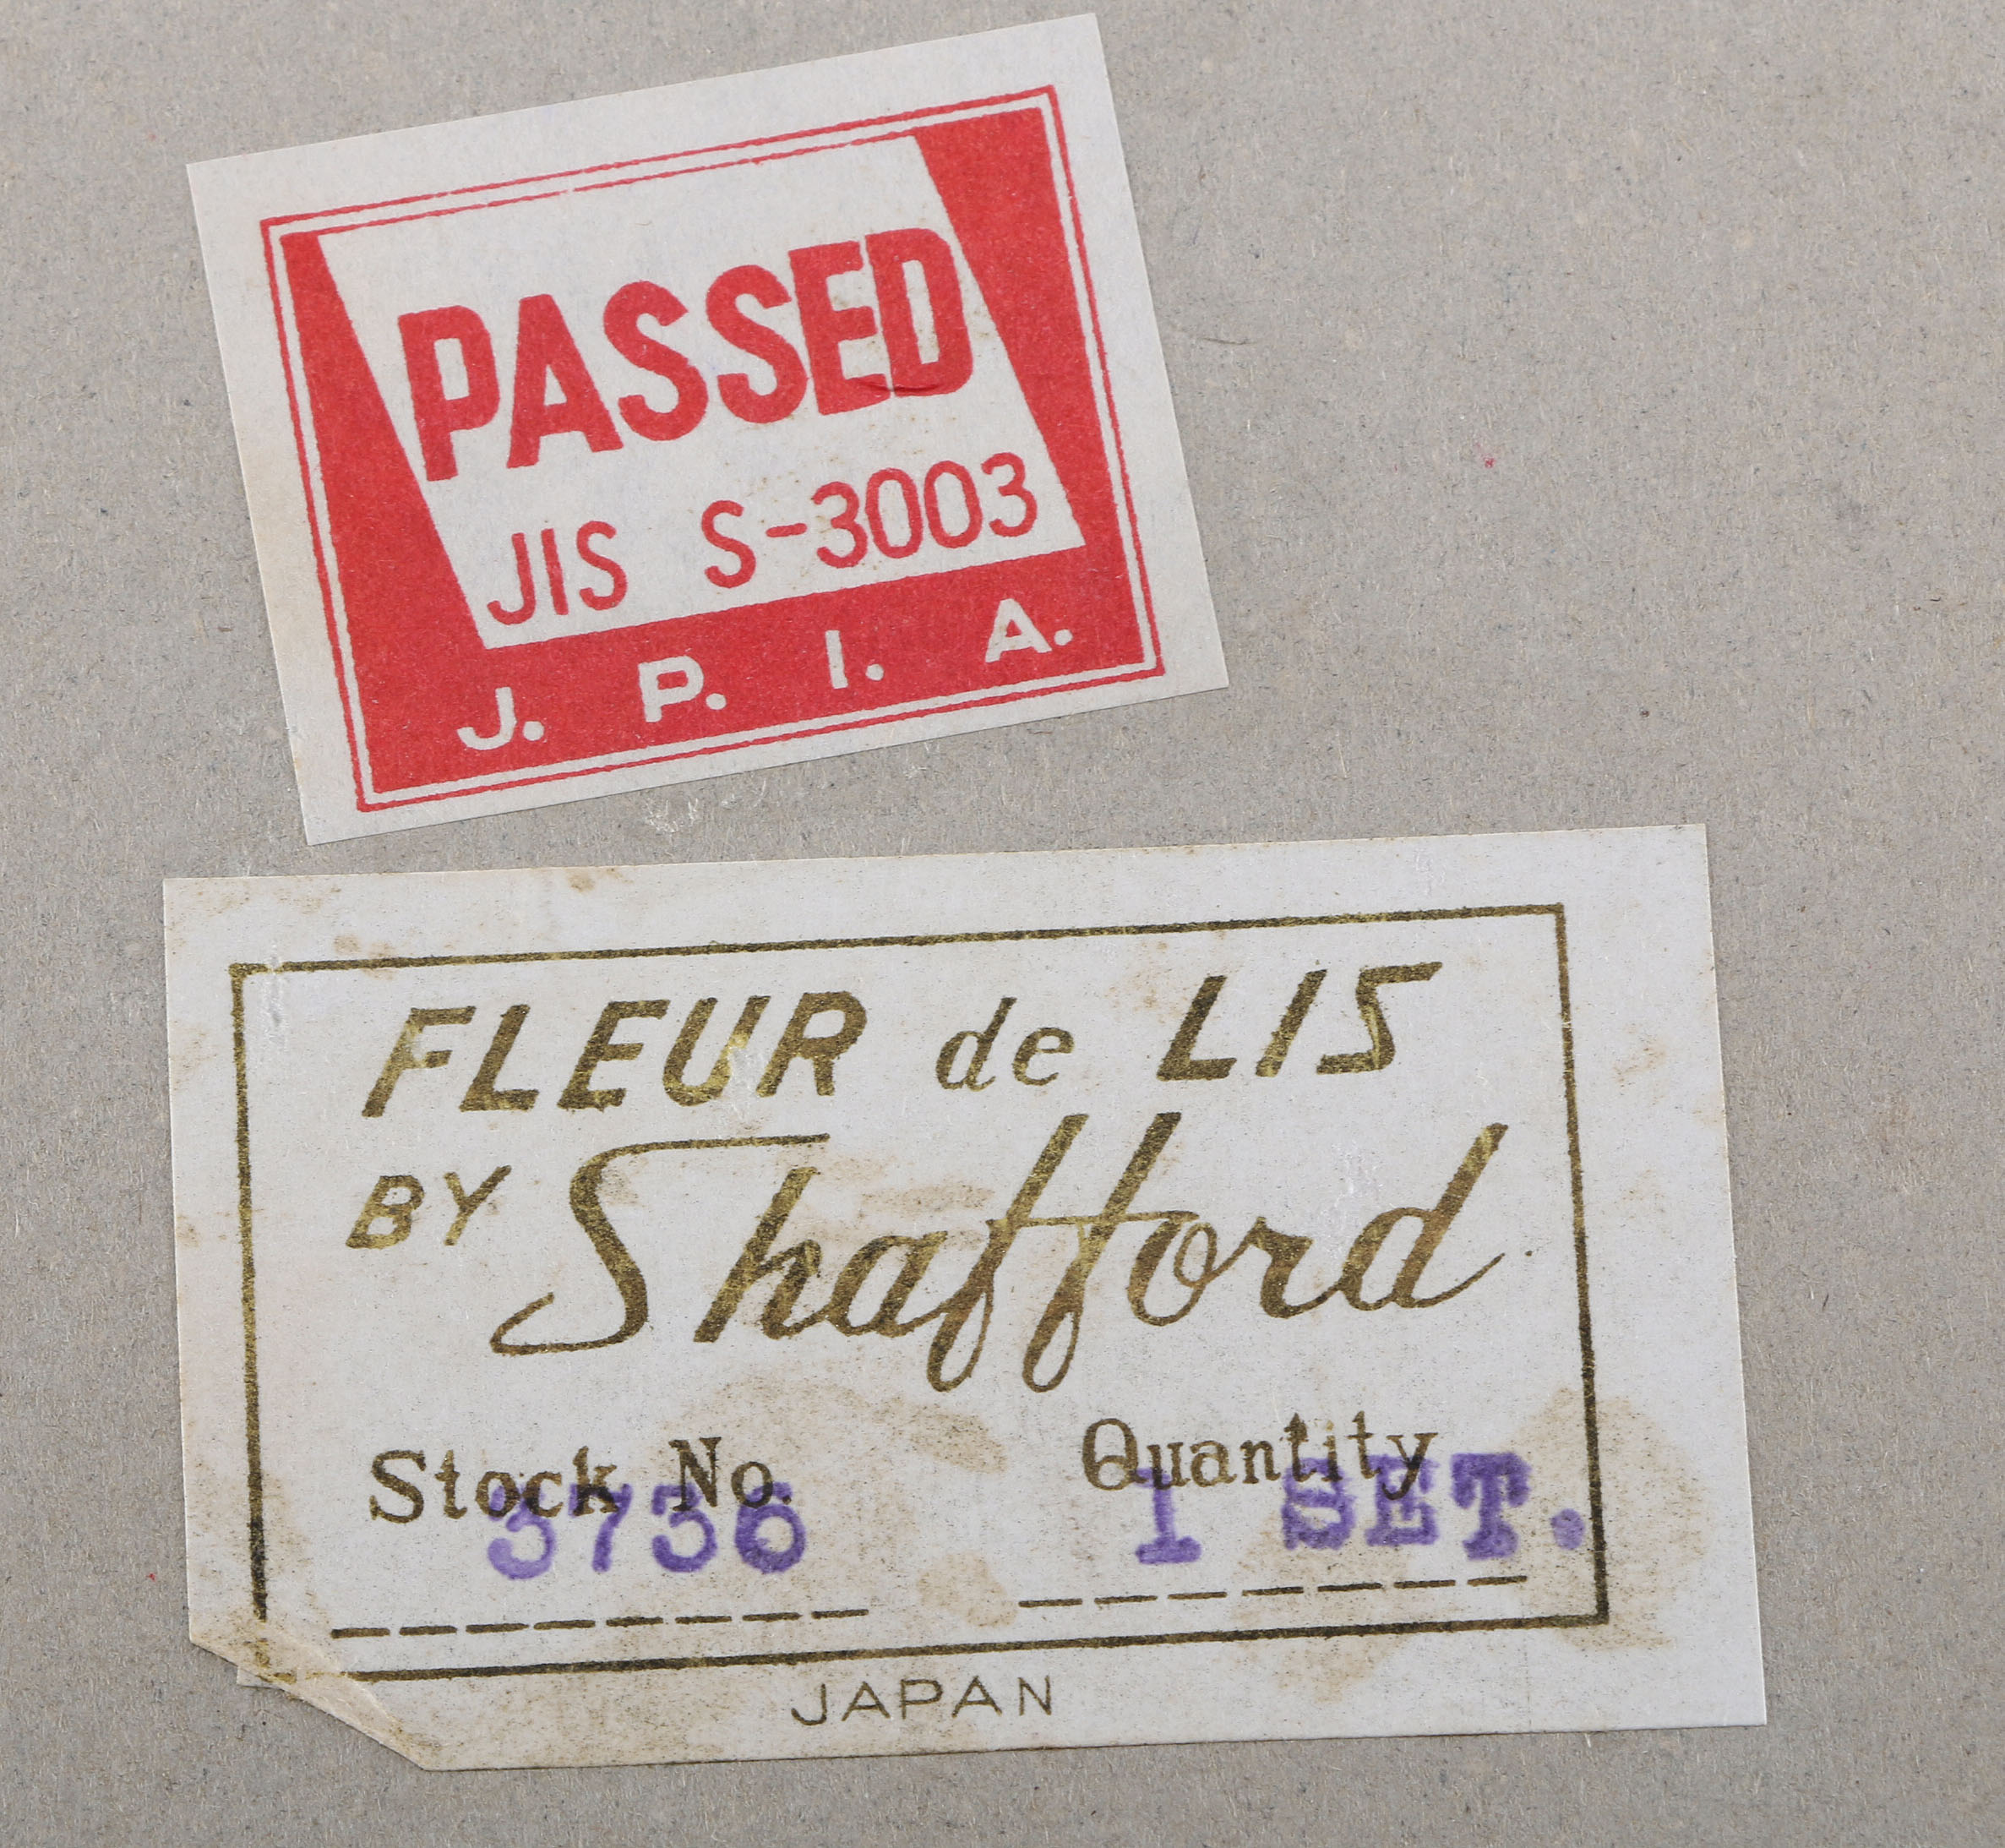 PASSED
JIS S-3003
J. P. I. A.
FLEUR de LIS
BY Shafford
Stock No. Quantity
3736 1 SET.
JAPAN